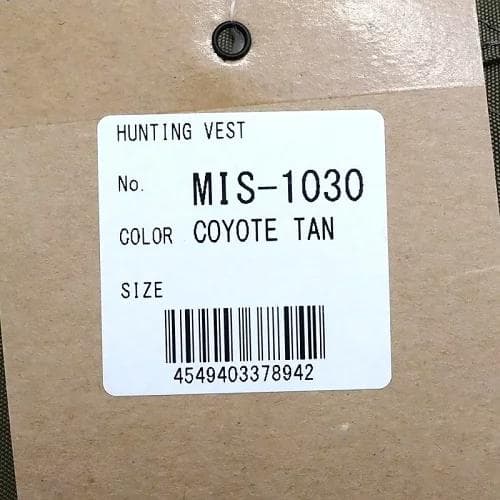 HUNTING VEST
No. MIS-1030
COLOR COYOTE TAN
SIZE
4549403378942